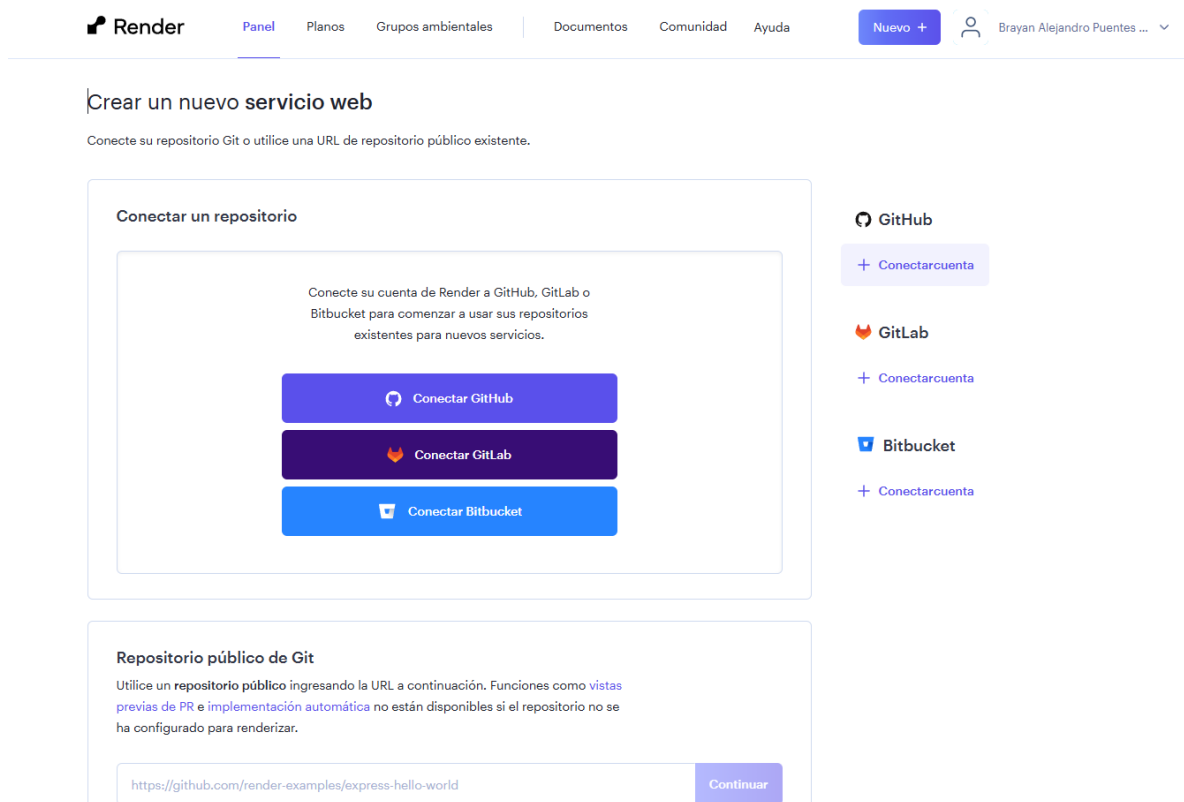 Render
Panel
Planos
Grupos ambientales
Documentos
Comunidad
Ayuda
Nuevo +
Brayan Alejandro Puentes ...
Crear un nuevo servicio web
Conecte su repositorio Git o utilice una URL de repositorio público existente.
Conectar un repositorio
Conecte su cuenta de Render a GitHub, GitLab o
Bitbucket para comenzar a usar sus repositorios
existentes para nuevos servicios.
Conectar GitHub
Conectar GitLab
Conectar Bitbucket
GitHub
+ Conectarcuenta
GitLab
+ Conectarcuenta
Bitbucket
+ Conectarcuenta
Repositorio público de Git
Utilice un repositorio público ingresando la URL a continuación. Funciones como vistas
previas de PR e implementación automática no están disponibles si el repositorio no se
ha configurado para renderizar.
https://github.com/render-examples/express-hello-world
Continuar